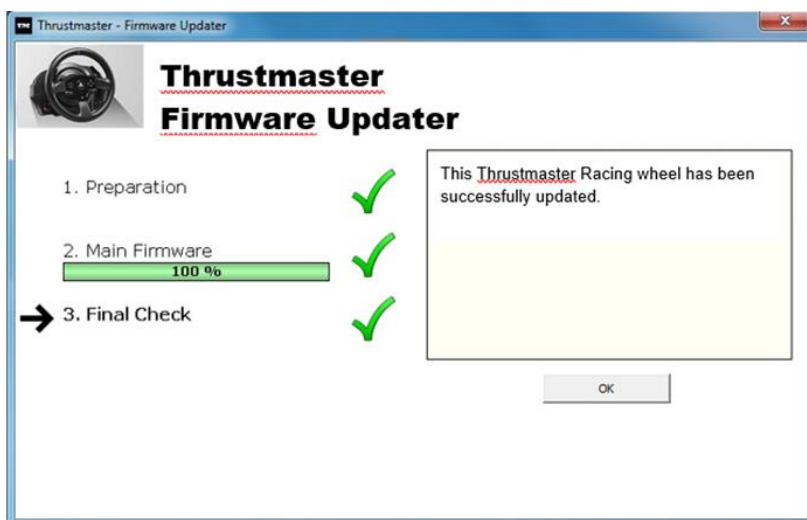 Thrustmaster - Firmware Updater
Thrustmaster
Firmware Updater
1. Preparation
2. Main Firmware
100 %
3. Final Check
This Thrustmaster Racing wheel has been
successfully updated.
OK